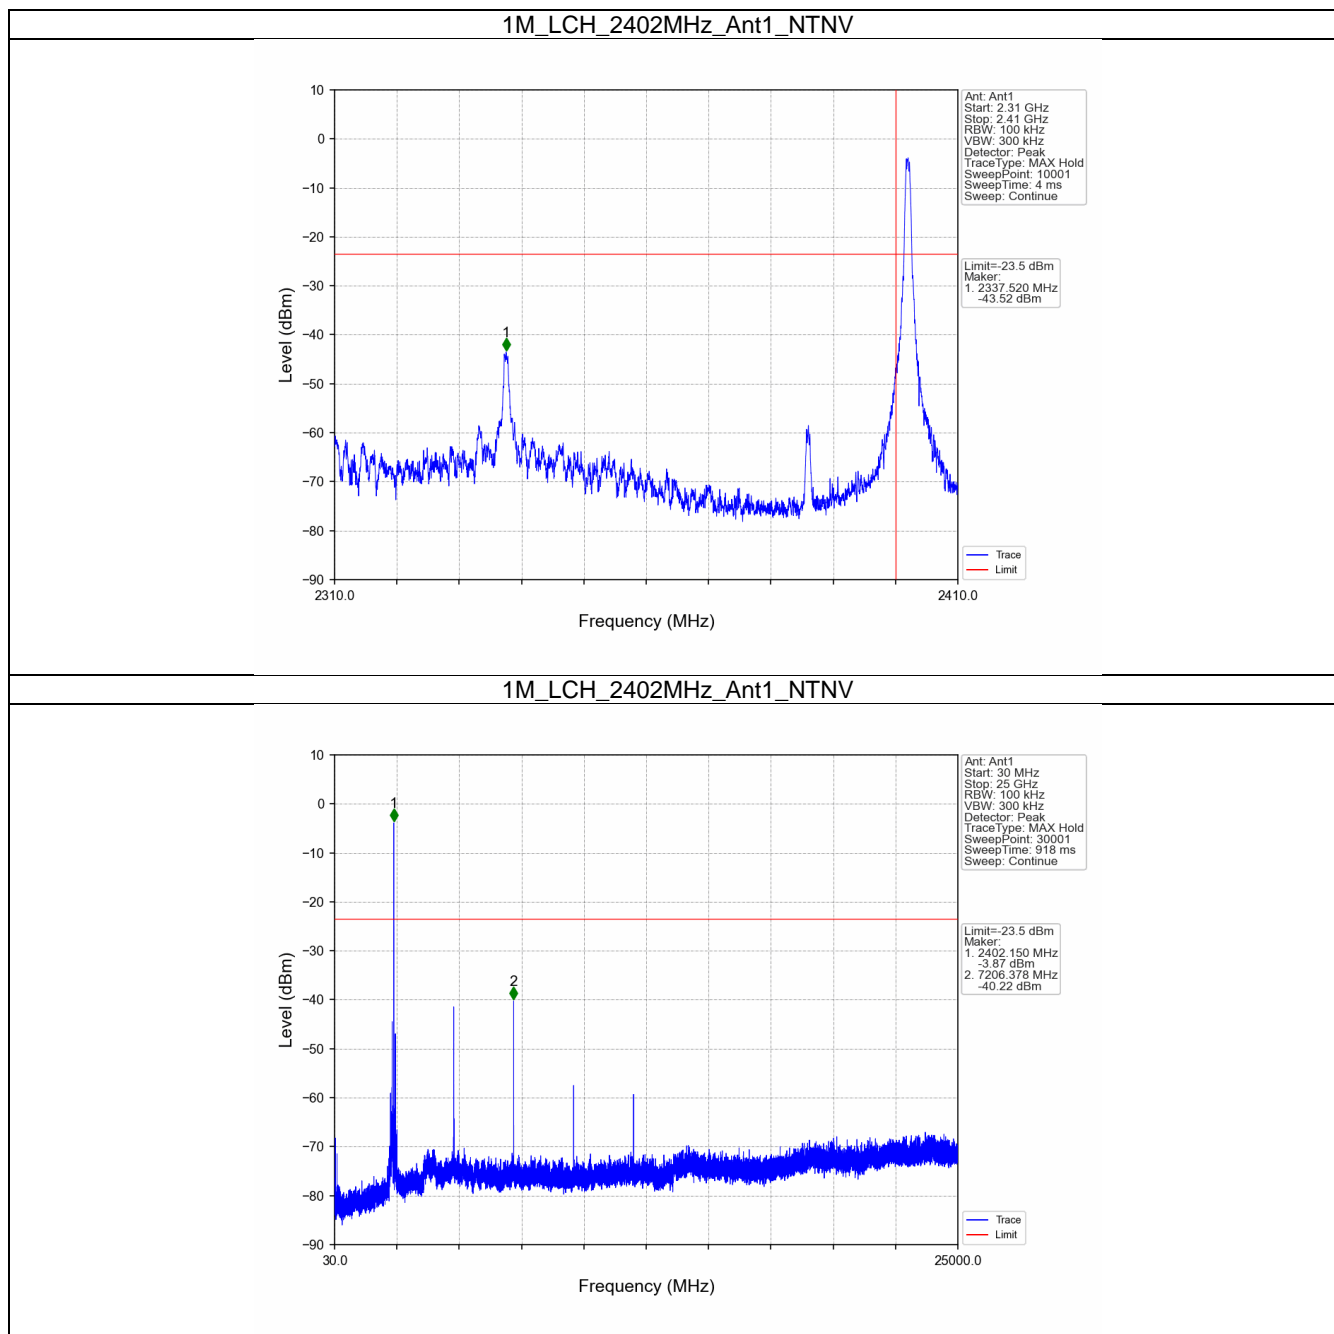 1M_LCH_2402MHz_Ant1_NTNV
10
0
−10
−20
−30
−40
−50
−60
−70
−80
−90
Level (dBm)
1
2310.0
2410.0
Frequency (MHz)
Ant: Ant1
Start: 2.31 GHz
Stop: 2.41 GHz
RBW: 100 kHz
VBW: 300 kHz
Detector: Peak
TraceType: MAX Hold
SweepPoint: 10001
SweepTime: 4 ms
Sweep: Continue
Limit=-23.5 dBm
Maker:
1. 2337.520 MHz
-43.52 dBm
Trace
Limit
1M_LCH_2402MHz_Ant1_NTNV
10
0
−10
−20
−30
−40
−50
−60
−70
−80
−90
Level (dBm)
1
2
30.0
25000.0
Frequency (MHz)
Ant: Ant1
Start: 30 MHz
Stop: 25 GHz
RBW: 100 kHz
VBW: 300 kHz
Detector: Peak
TraceType: MAX Hold
SweepPoint: 30001
SweepTime: 918 ms
Sweep: Continue
Limit=-23.5 dBm
Maker:
1. 2402.150 MHz
-3.87 dBm
2. 7206.378 MHz
-40.22 dBm
Trace
Limit